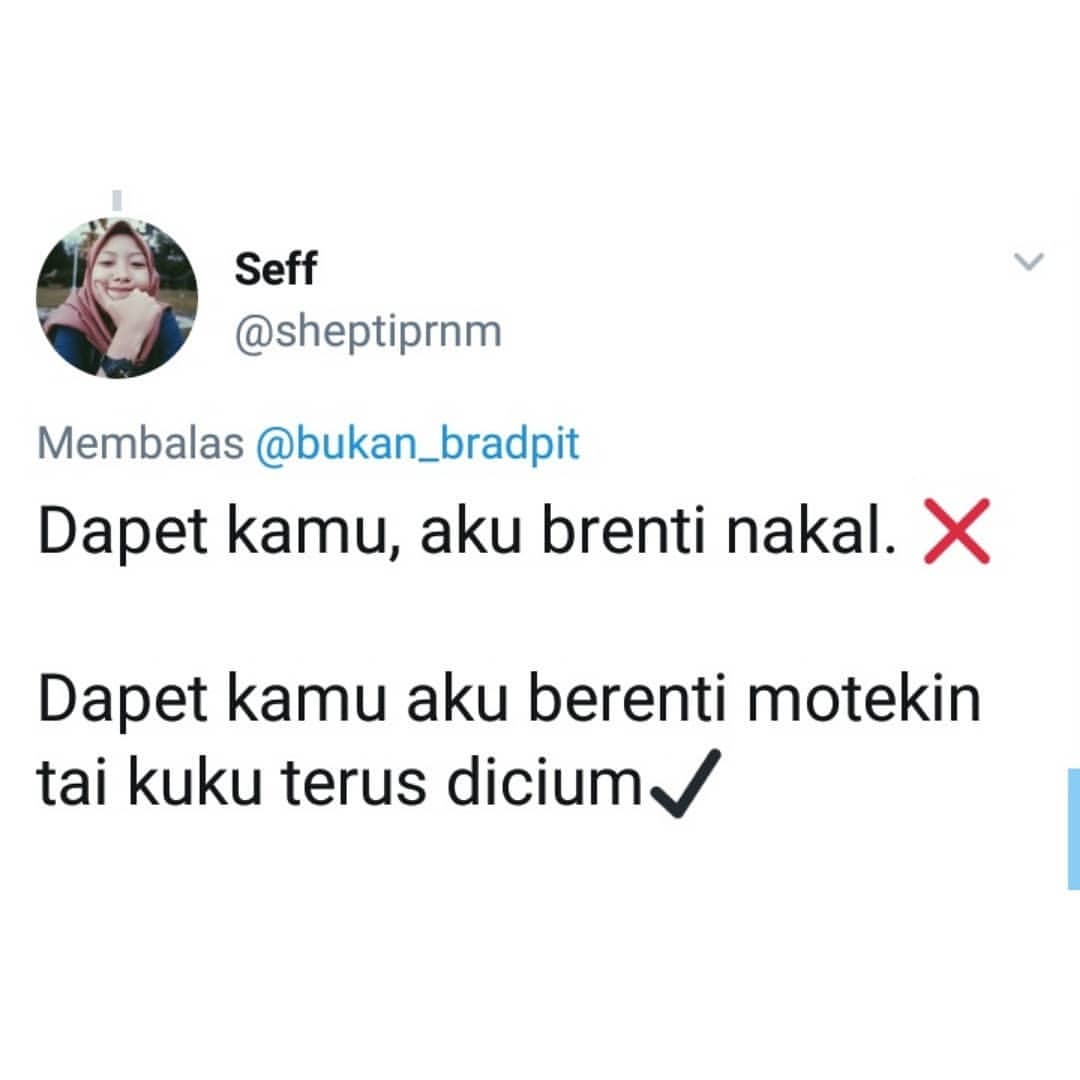 Seff
@sheptiprnm
Membalas @bukan_bradpit
Dapet kamu, aku brenti nakal. ❌
Dapet kamu aku berenti motekin
tai kuku terus dicium✔